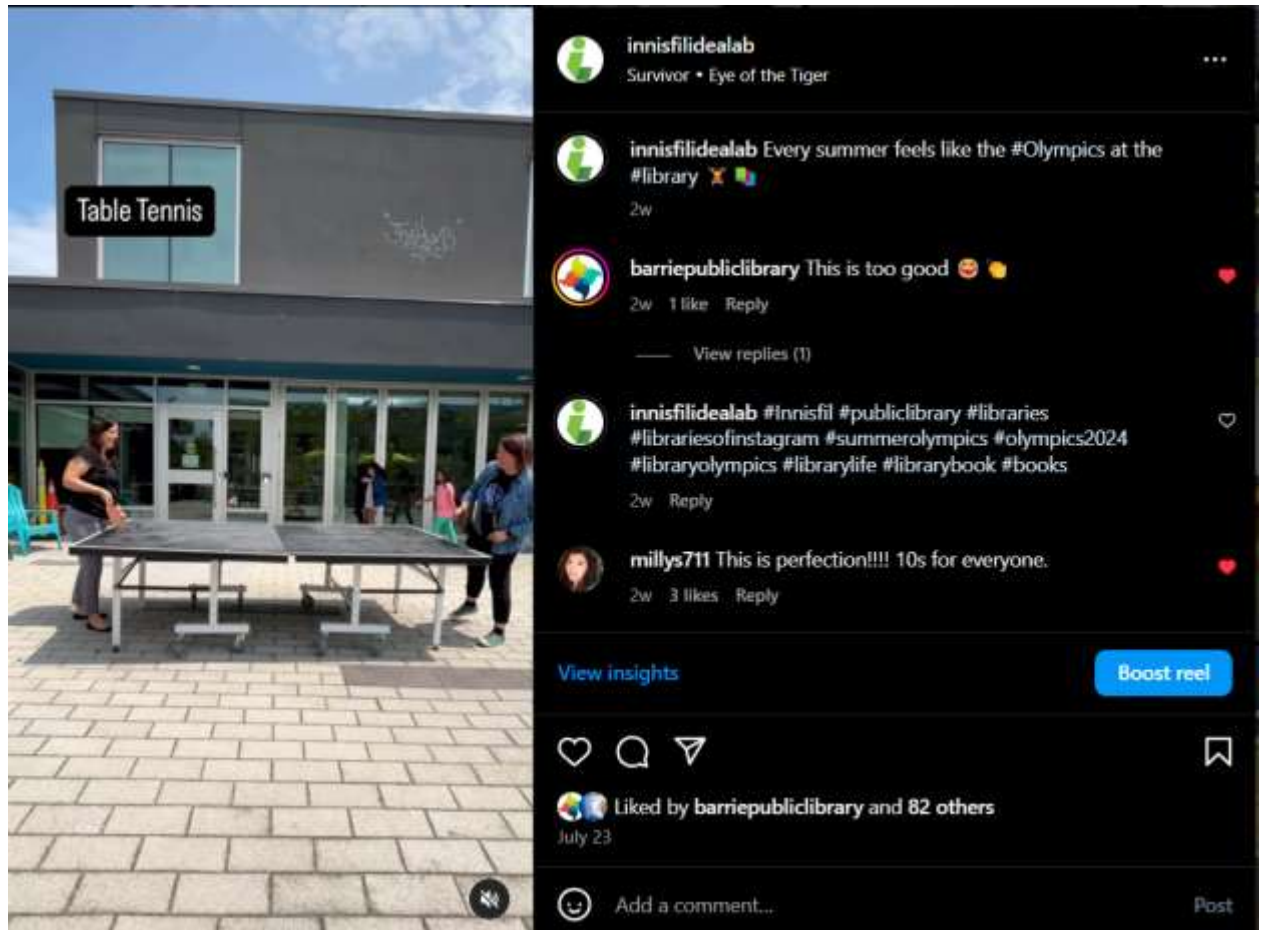 Table Tennis
innisfilidealab
Survivor • Eye of the Tiger
innisfilidealab Every summer feels like the #Olympics at the
#library 🏋️ 📚
2w
barriepubliclibrary This is too good 😂 👏
2w 1 like Reply
View replies (1)
innisfilidealab #Innisfil #publiclibrary #libraries
#librariesofinstagram #summerolympics #olympics2024
#libraryolympics #librarylife #librarybook #books
2w Reply
millys711 This is perfection!!!! 10s for everyone.
2w 3 likes Reply
View insights
Boost reel
Liked by barriepubliclibrary and 82 others
July 23
Add a comment...
Post